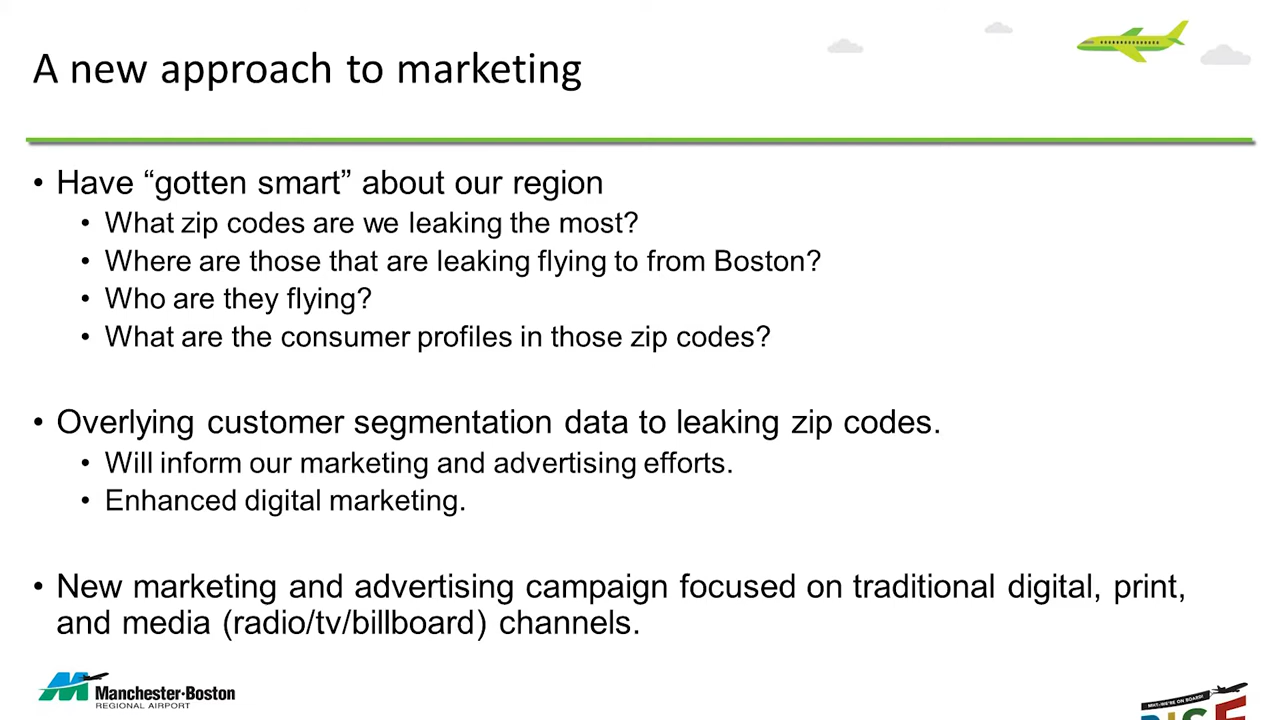 A new approach to marketing
• Have “gotten smart” about our region
• What zip codes are we leaking the most?
• Where are those that are leaking flying to from Boston?
• Who are they flying?
• What are the consumer profiles in those zip codes?
• Overlying customer segmentation data to leaking zip codes.
• Will inform our marketing and advertising efforts.
• Enhanced digital marketing.
• New marketing and advertising campaign focused on traditional digital, print,
and media (radio/tv/billboard) channels.
Manchester•Boston
REGIONAL AIRPORT